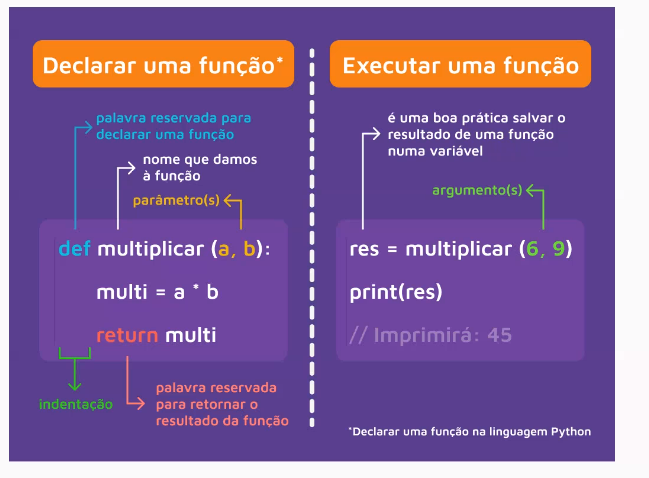 Declarar uma função*
palavra reservada para
declarar uma função
nome que damos
à função
parâmetro(s)
def multiplicar (a, b):
multi = a * b
return multi
indentação
palavra reservada
para retornar o
resultado da função
Executar uma função
é uma boa prática salvar o
resultado de uma função
numa variável
argumento(s)
res = multiplicar (6, 9)
print(res)
// Imprimirá: 45
*Declarar uma função na linguagem Python